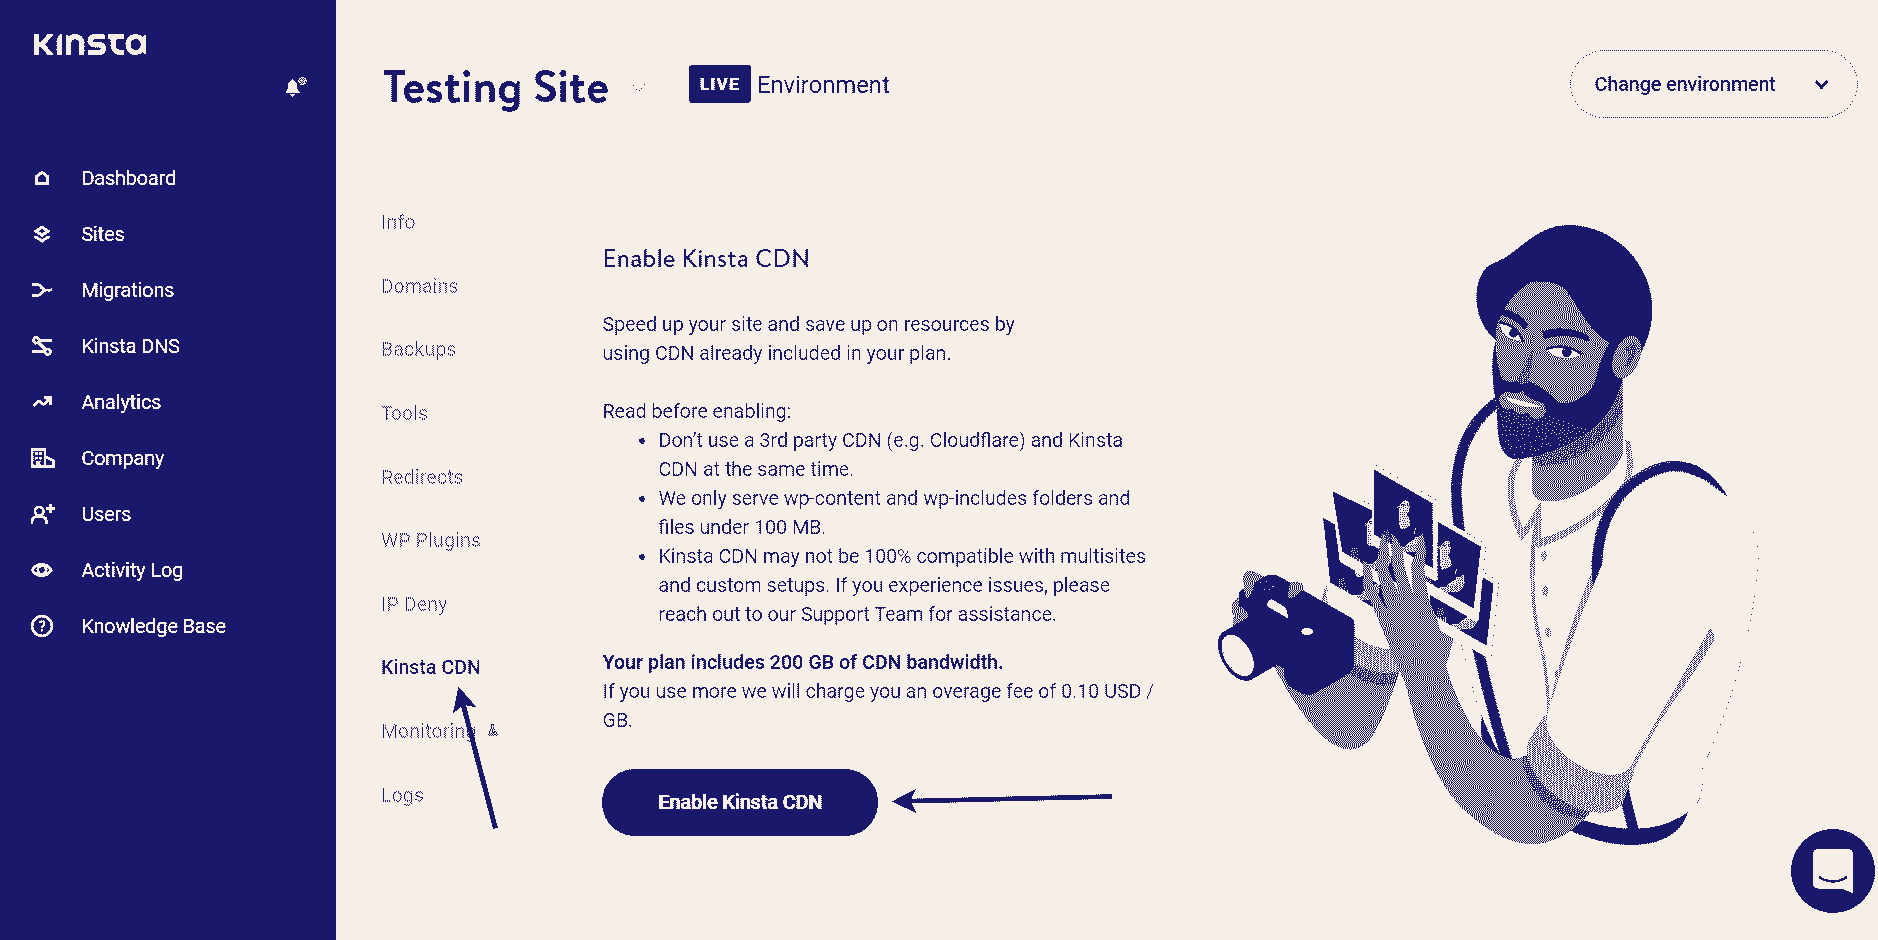 Kinsta
Dashboard
Sites
Migrations
Kinsta DNS
Analytics
Company
Users
Activity Log
Knowledge Base
Testing Site
LIVE Environment
Change environment
Info
Domains
Backups
Tools
Redirects
WP Plugins
IP Deny
Kinsta CDN
Monitoring
Logs
Enable Kinsta CDN
Speed up your site and save up on resources by
using CDN already included in your plan.
Read before enabling:
• Don’t use a 3rd party CDN (e.g. Cloudflare) and Kinsta
CDN at the same time.
• We only serve wp-content and wp-includes folders and
files under 100 MB.
• Kinsta CDN may not be 100% compatible with multisites
and custom setups. If you experience issues, please
reach out to our Support Team for assistance.
Your plan includes 200 GB of CDN bandwidth.
If you use more we will charge you an overage fee of 0.10 USD /
GB.
Enable Kinsta CDN